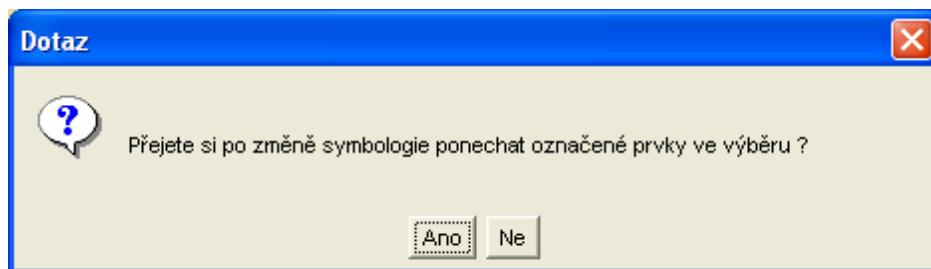 Dotaz
Přejete si po změně symbologie ponechat označené prvky ve výběru ?
Ano Ne